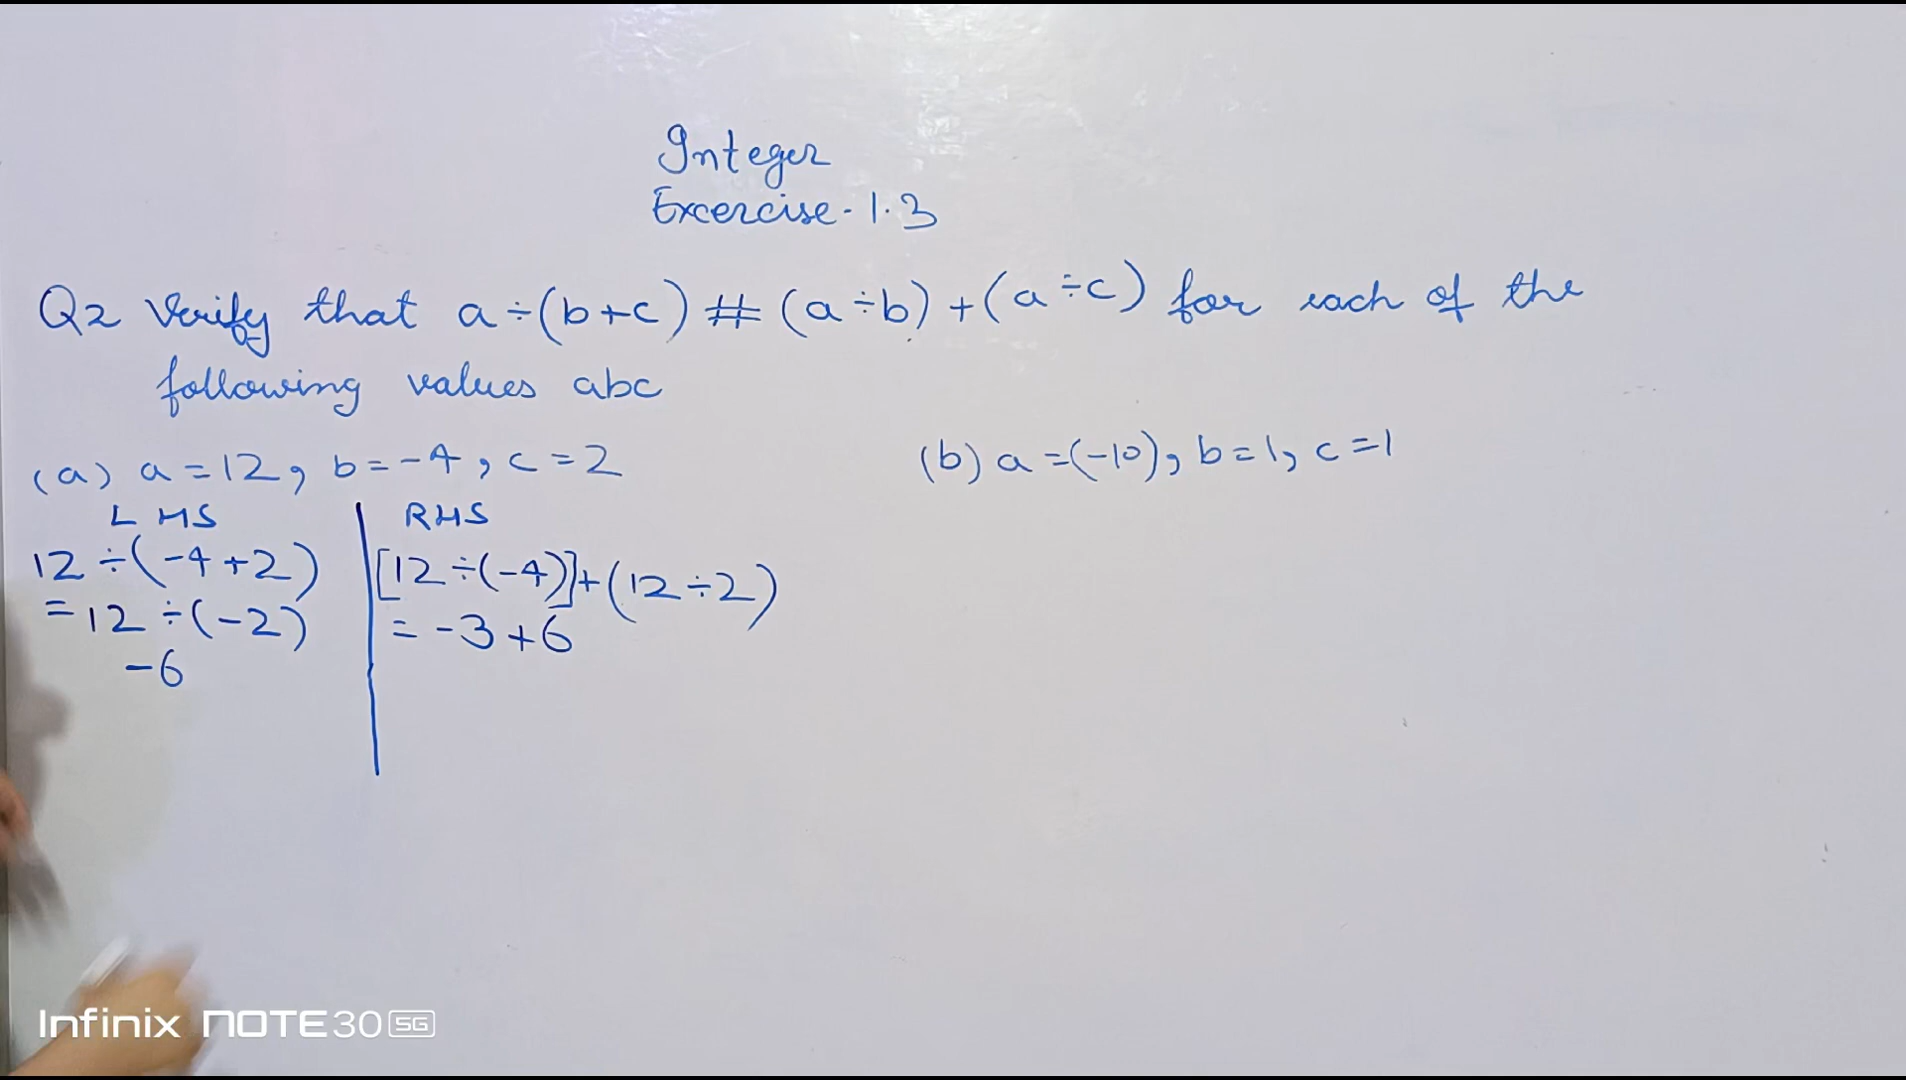 Integer
Excercise - 1.3
Q2 Verify that a ÷ (b+c) ≠ (a÷b) + (a÷c) for each of the
following values abc
(a) a = 12, b = -4, c = 2
(b) a = (-10), b = 1, c = 1
LHS
12 ÷ (-4+2)
= 12 ÷ (-2)
-6
RHS
[12 ÷ (-4)] + (12 ÷ 2)
= -3 + 6
Infinix NOTE 30 5G